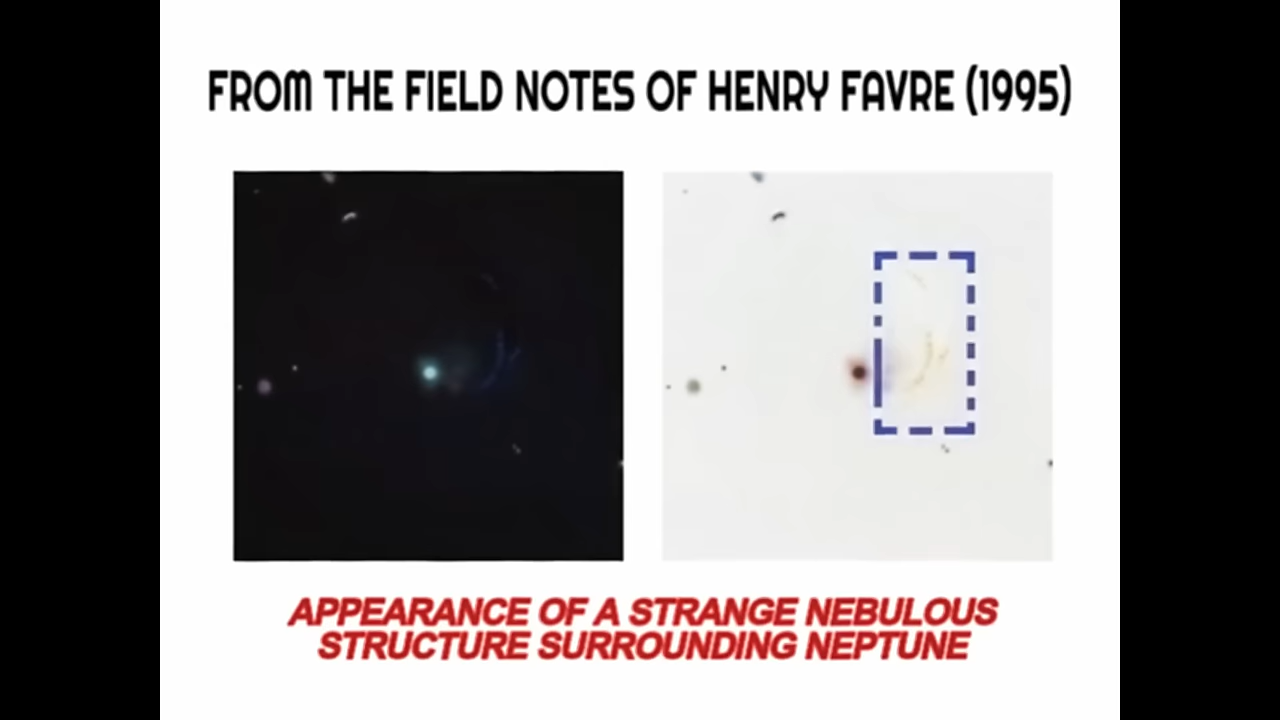 FROM THE FIELD NOTES OF HENRY FAVRE (1995)
APPEARANCE OF A STRANGE NEBULOUS
STRUCTURE SURROUNDING NEPTUNE